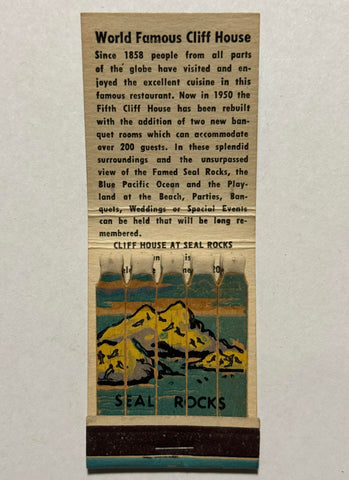 World Famous Cliff House
Since 1858 people from all parts
of the globe have visited and en-
joyed the excellent cuisine in this
famous restaurant. Now in 1950 the
Fifth Cliff House has been rebuilt
with the addition of two new ban-
quet rooms which can accommodate
over 200 guests. In these splendid
surroundings and the unsurpassed
view of the Famed Seal Rocks, the
Blue Pacific Ocean and the Play-
land at the Beach, Parties, Ban-
quets, Weddings or Special Events
can be held that will be long re-
membered.
CLIFF HOUSE AT SEAL ROCKS
SEAL ROCKS